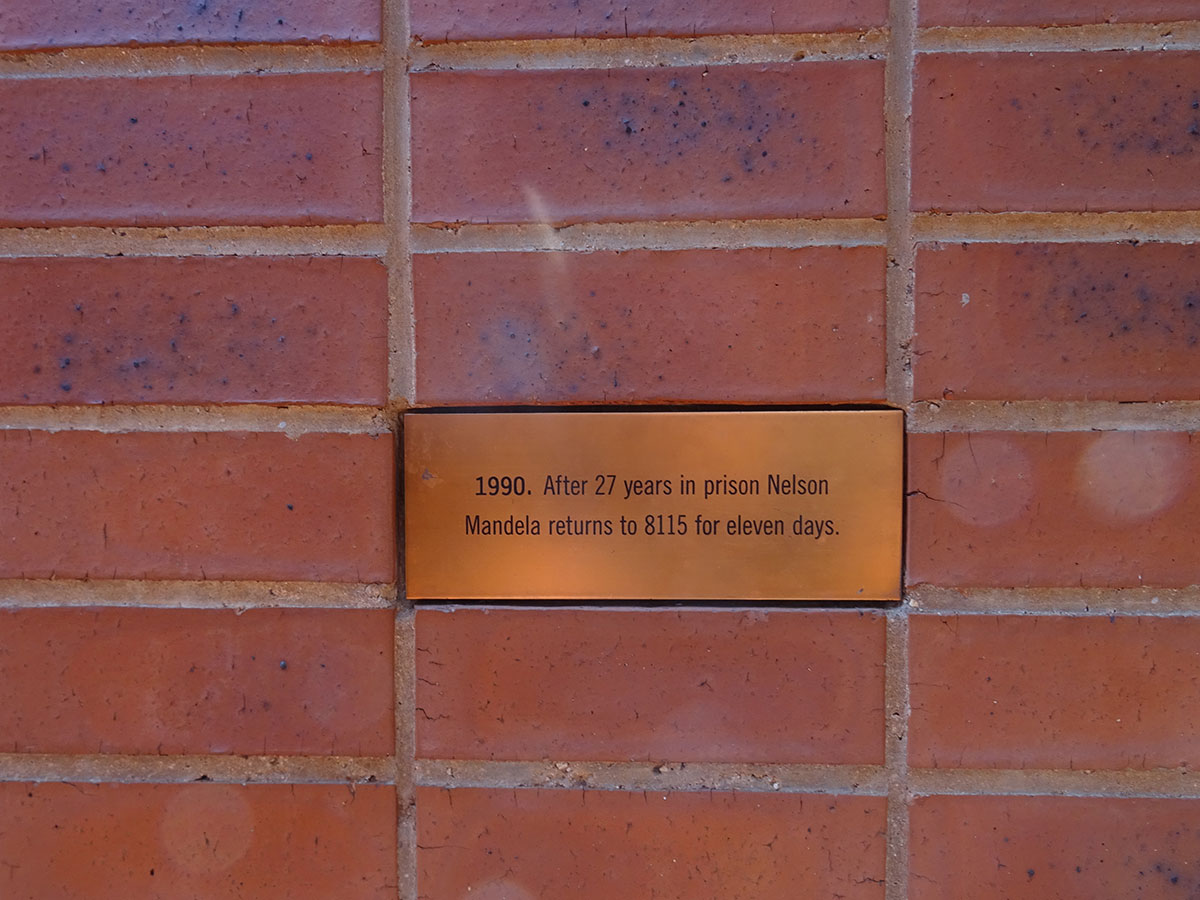 1990. After 27 years in prison Nelson
Mandela returns to 8115 for eleven days.